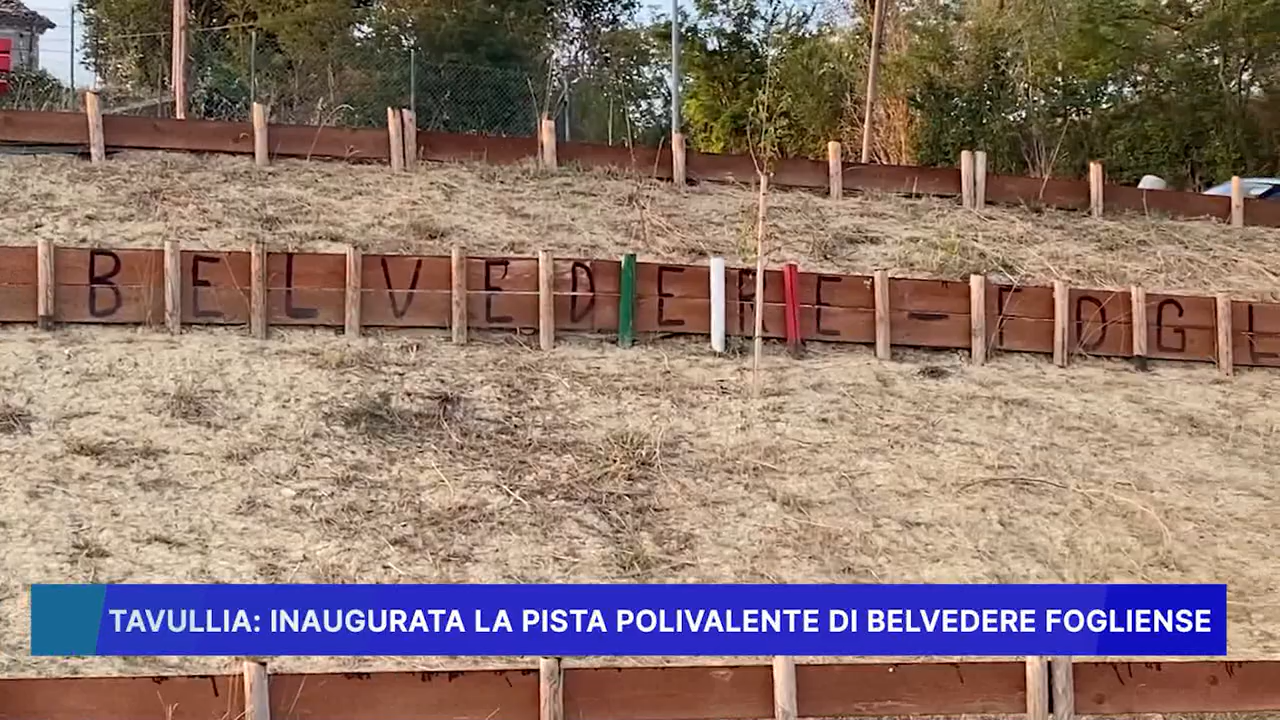 BELVEDERE - FOGL
TAVULLIA: INAUGURATA LA PISTA POLIVALENTE DI BELVEDERE FOGLIENSE